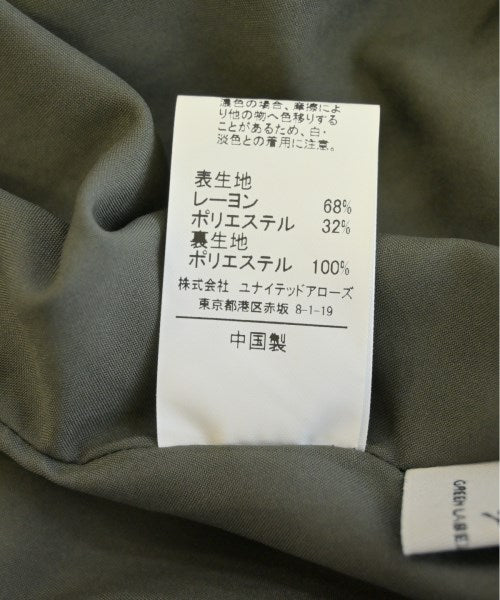 濃色の場合、摩擦によ
り他の物へ色移りする
ことがあるため、白・
淡色との着用に注意。
表生地
レーヨン 68%
ポリエステル 32%
裏生地
ポリエステル 100%
株式会社 ユナイテッドアローズ
東京都港区赤坂 8-1-19
中国製
GREEN LABEL